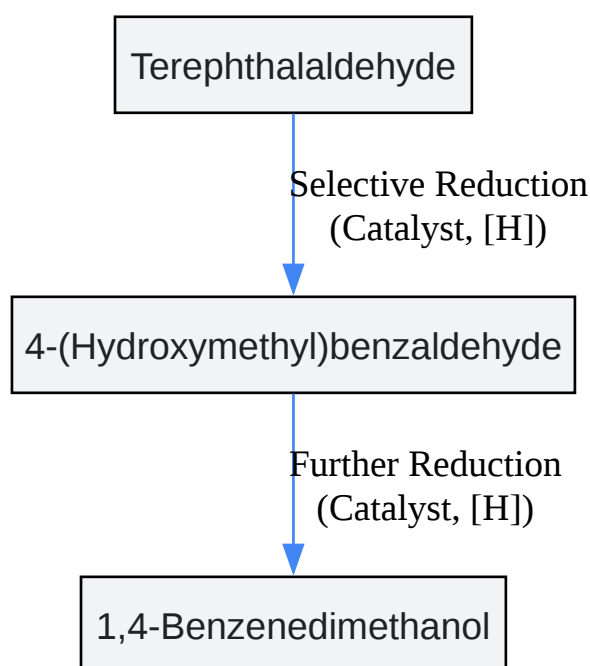 Terephthalaldehyde
Selective Reduction
(Catalyst, [H])
4-(Hydroxymethyl)benzaldehyde
Further Reduction
(Catalyst, [H])
1,4-Benzenedimethanol